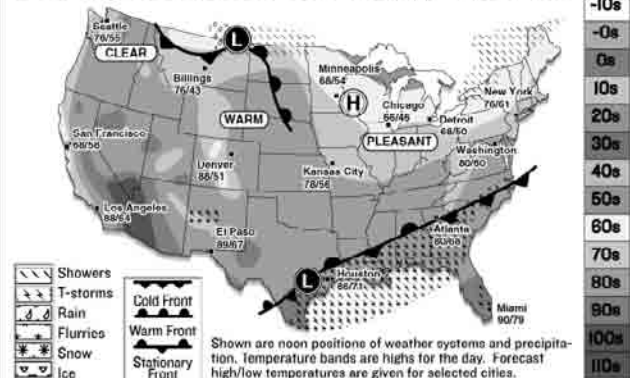 -10s
-0s
0s
10s
20s
30s
40s
50s
60s
70s
80s
90s
100s
110s
Seattle
76/55
CLEAR
L
Billings
76/43
Minneapolis
68/54
H
WARM
Chicago
66/46
New York
76/61
Detroit
68/50
PLEASANT
San Francisco
68/56
Denver
88/51
Kansas City
78/56
Washington
80/60
Los Angeles
88/64
El Paso
89/67
Atlanta
80/68
L
Houston
86/71
Miami
90/79
Showers
T-storms
Rain
Flurries
Snow
Ice
Cold Front
Warm Front
Stationary
Front
Shown are noon positions of weather systems and precipita-
tion. Temperature bands are highs for the day. Forecast
high/low temperatures are given for selected cities.